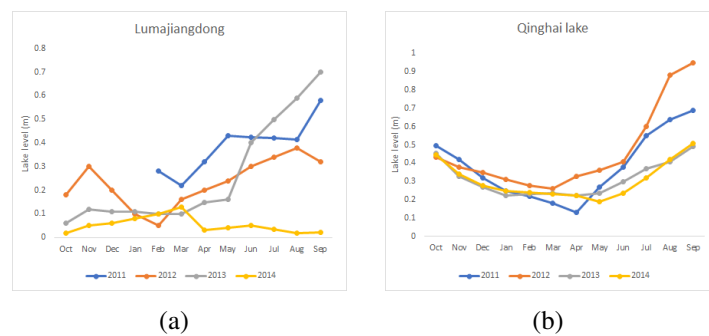 Lumajiangdong
0.8
0.7
0.6
0.5
0.4
0.3
0.2
0.1
0
Lake level (m)
Oct Nov Dec Jan Feb Mar Apr May Jun Jul Aug Sep
2011 2012 2013 2014
(a)
Qinghai lake
1
0.9
0.8
0.7
0.6
0.5
0.4
0.3
0.2
0.1
0
Lake level (m)
Oct Nov Dec Jan Feb Mar Apr May Jun Jul Aug Sep
2011 2012 2013 2014
(b)